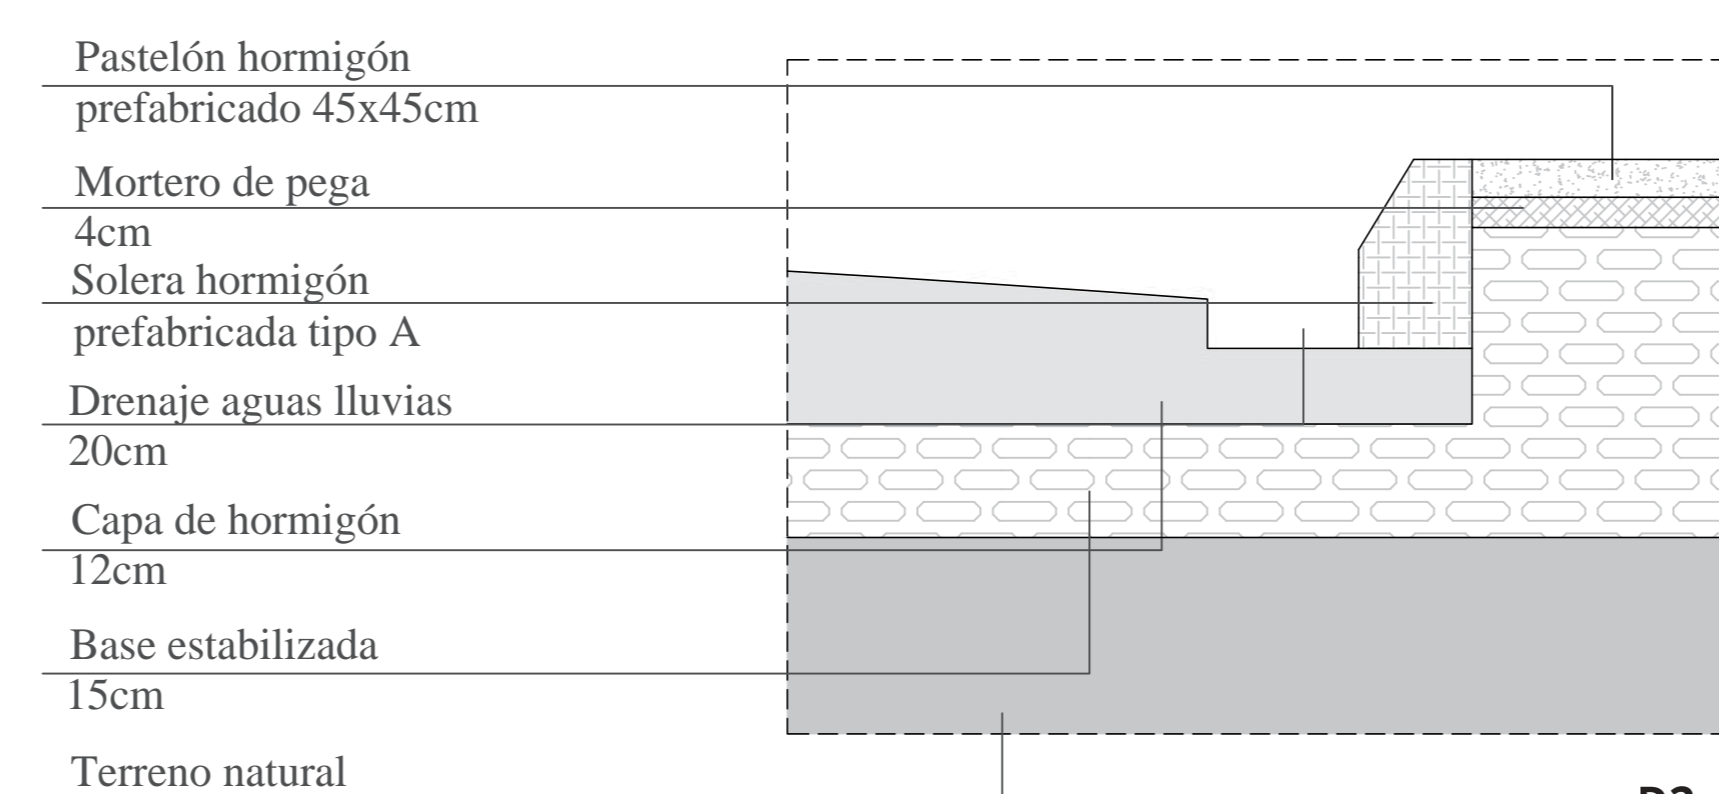 Pastelón hormigón
prefabricado 45x45cm
Mortero de pega
4cm
Solera hormigón
prefabricada tipo A
Drenaje aguas lluvias
20cm
Capa de hormigón
12cm
Base estabilizada
15cm
Terreno natural